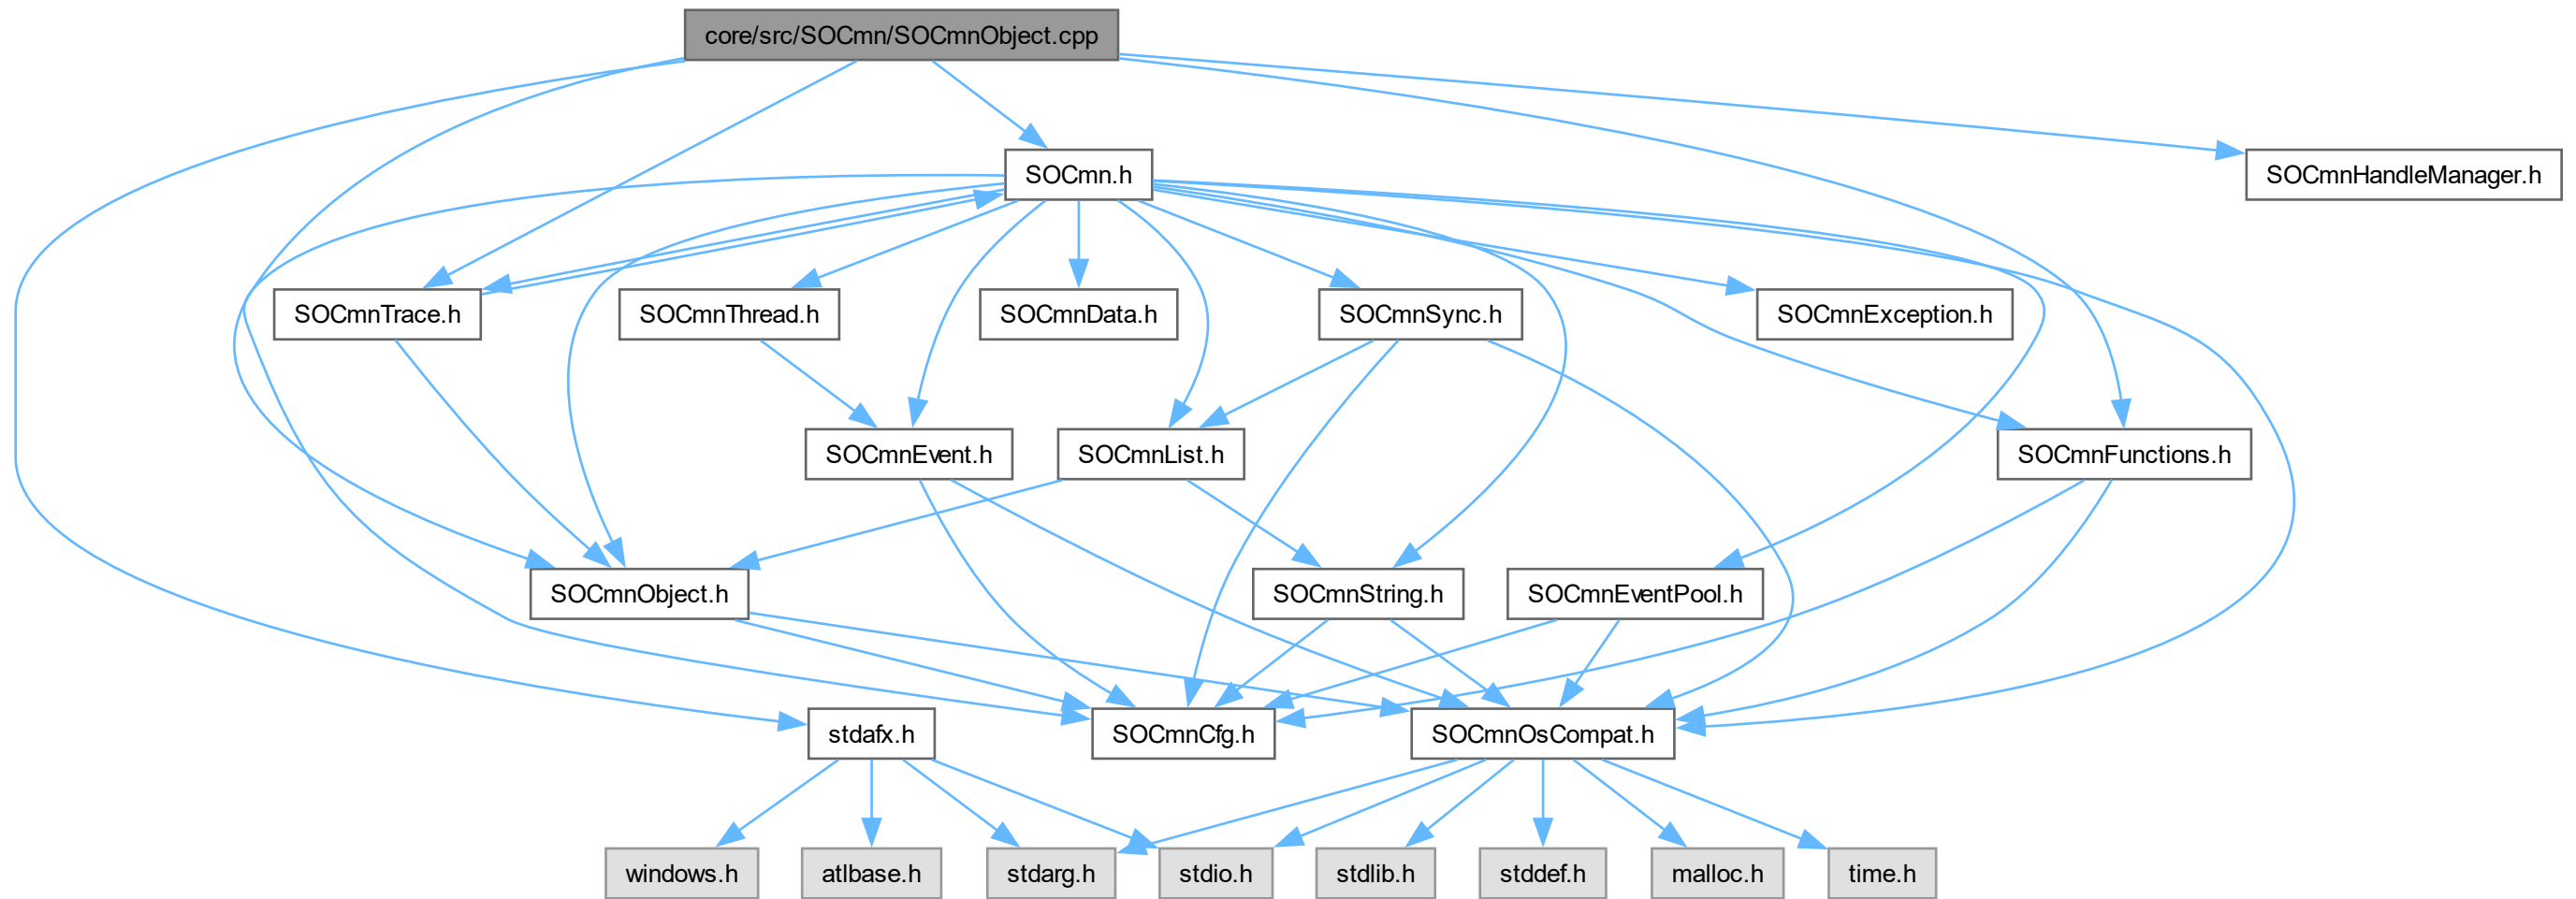 core/src/SOCmn/SOCmnObject.cpp
SOCmn.h
SOCmnHandleManager.h
SOCmnTrace.h
SOCmnThread.h
SOCmnData.h
SOCmnSync.h
SOCmnException.h
SOCmnEvent.h
SOCmnList.h
SOCmnFunctions.h
SOCmnObject.h
SOCmnString.h
SOCmnEventPool.h
stdafx.h
SOCmnCfg.h
SOCmnOsCompat.h
windows.h
atlbase.h
stdarg.h
stdio.h
stdlib.h
stddef.h
malloc.h
time.h